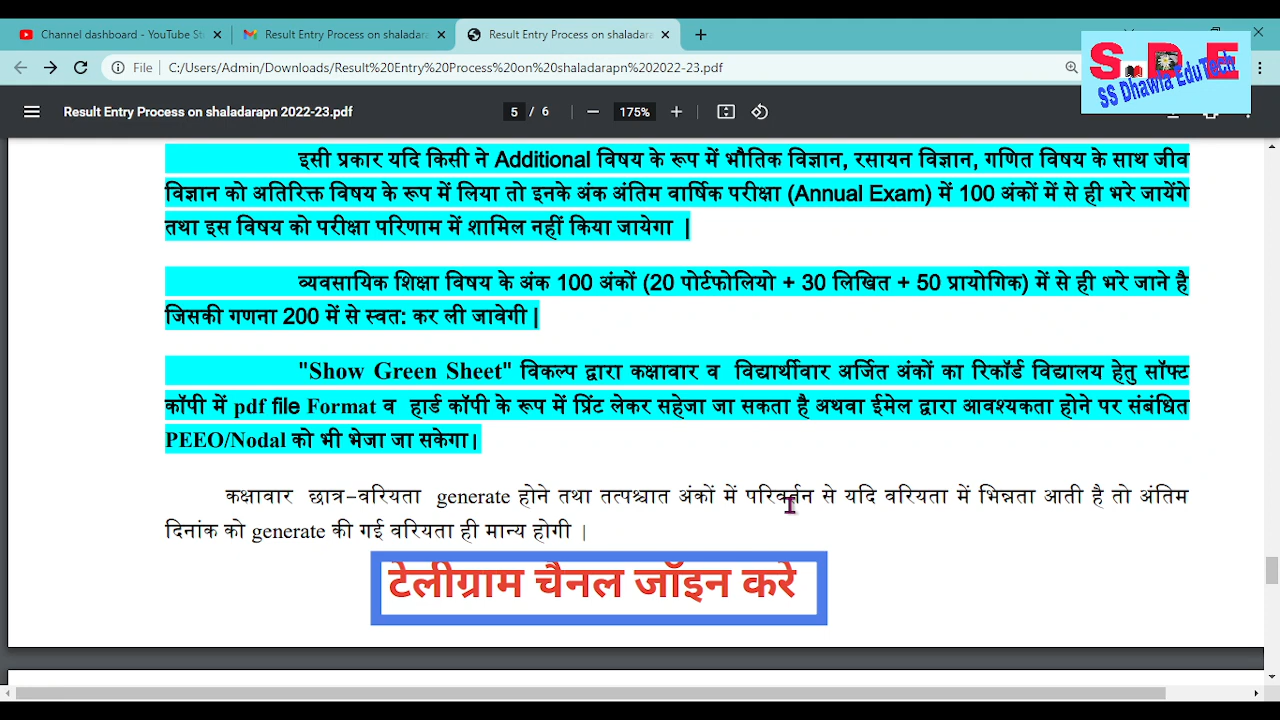 Channel dashboard - YouTube St
Result Entry Process on shaladara
Result Entry Process on shaladara
File
C:/Users/Admin/Downloads/Result%20Entry%20Process%20on%20shaladarapn%202022-23.pdf
S D E
SS Dhawla EduTech
Result Entry Process on shaladarapn 2022-23.pdf
5 / 6
175%
इसी प्रकार यदि किसी ने Additional विषय के रूप में भौतिक विज्ञान, रसायन विज्ञान, गणित विषय के साथ जीव
विज्ञान को अतिरिक्त विषय के रूप में लिया तो इनके अंक अंतिम वार्षिक परीक्षा (Annual Exam) में 100 अंकों में से ही भरे जायेंगे
तथा इस विषय को परीक्षा परिणाम में शामिल नहीं किया जायेगा |
व्यवसायिक शिक्षा विषय के अंक 100 अंकों (20 पोर्टफोलियो + 30 लिखित + 50 प्रायोगिक) में से ही भरे जाने है
जिसकी गणना 200 में से स्वत: कर ली जावेगी |
"Show Green Sheet" विकल्प द्वारा कक्षावार व विद्यार्थीवार अर्जित अंकों का रिकॉर्ड विद्यालय हेतु सॉफ्ट
कॉपी में pdf file Format व हार्ड कॉपी के रूप में प्रिंट लेकर सहेजा जा सकता है अथवा ईमेल द्वारा आवश्यकता होने पर संबंधित
PEEO/Nodal को भी भेजा जा सकेगा।
कक्षावार छात्र-वरियता generate होने तथा तत्पश्चात अंकों में परिवर्तन से यदि वरियता में भिन्नता आती है तो अंतिम
दिनांक को generate की गई वरियता ही मान्य होगी |
टेलीग्राम चैनल जॉइन करे